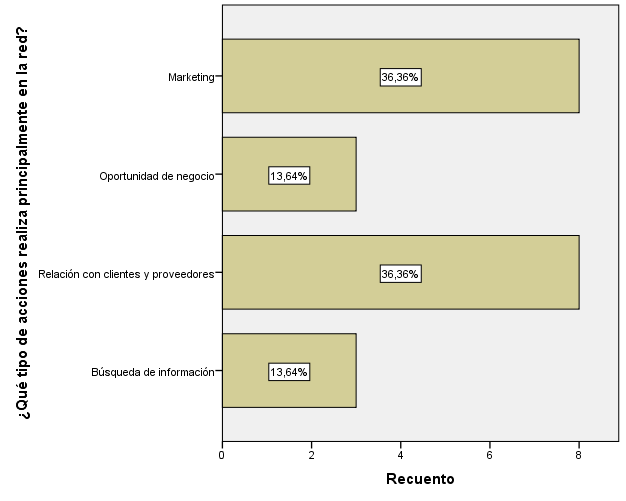 ¿Qué tipo de acciones realiza principalmente en la red?
Marketing
36,36%
Oportunidad de negocio
13,64%
Relación con clientes y proveedores
36,36%
Búsqueda de información
13,64%
0 2 4 6 8
Recuento